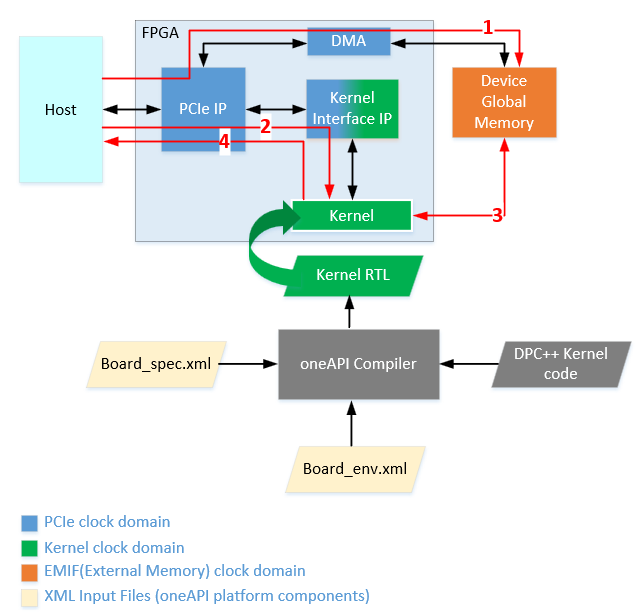 FPGA
1
DMA
Host
PCIe IP
Kernel
Interface IP
Device
Global
Memory
2
4
Kernel
3
Kernel RTL
Board_spec.xml
oneAPI Compiler
DPC++ Kernel
code
Board_env.xml
PCIe clock domain
Kernel clock domain
EMIF(External Memory) clock domain
XML Input Files (oneAPI platform components)